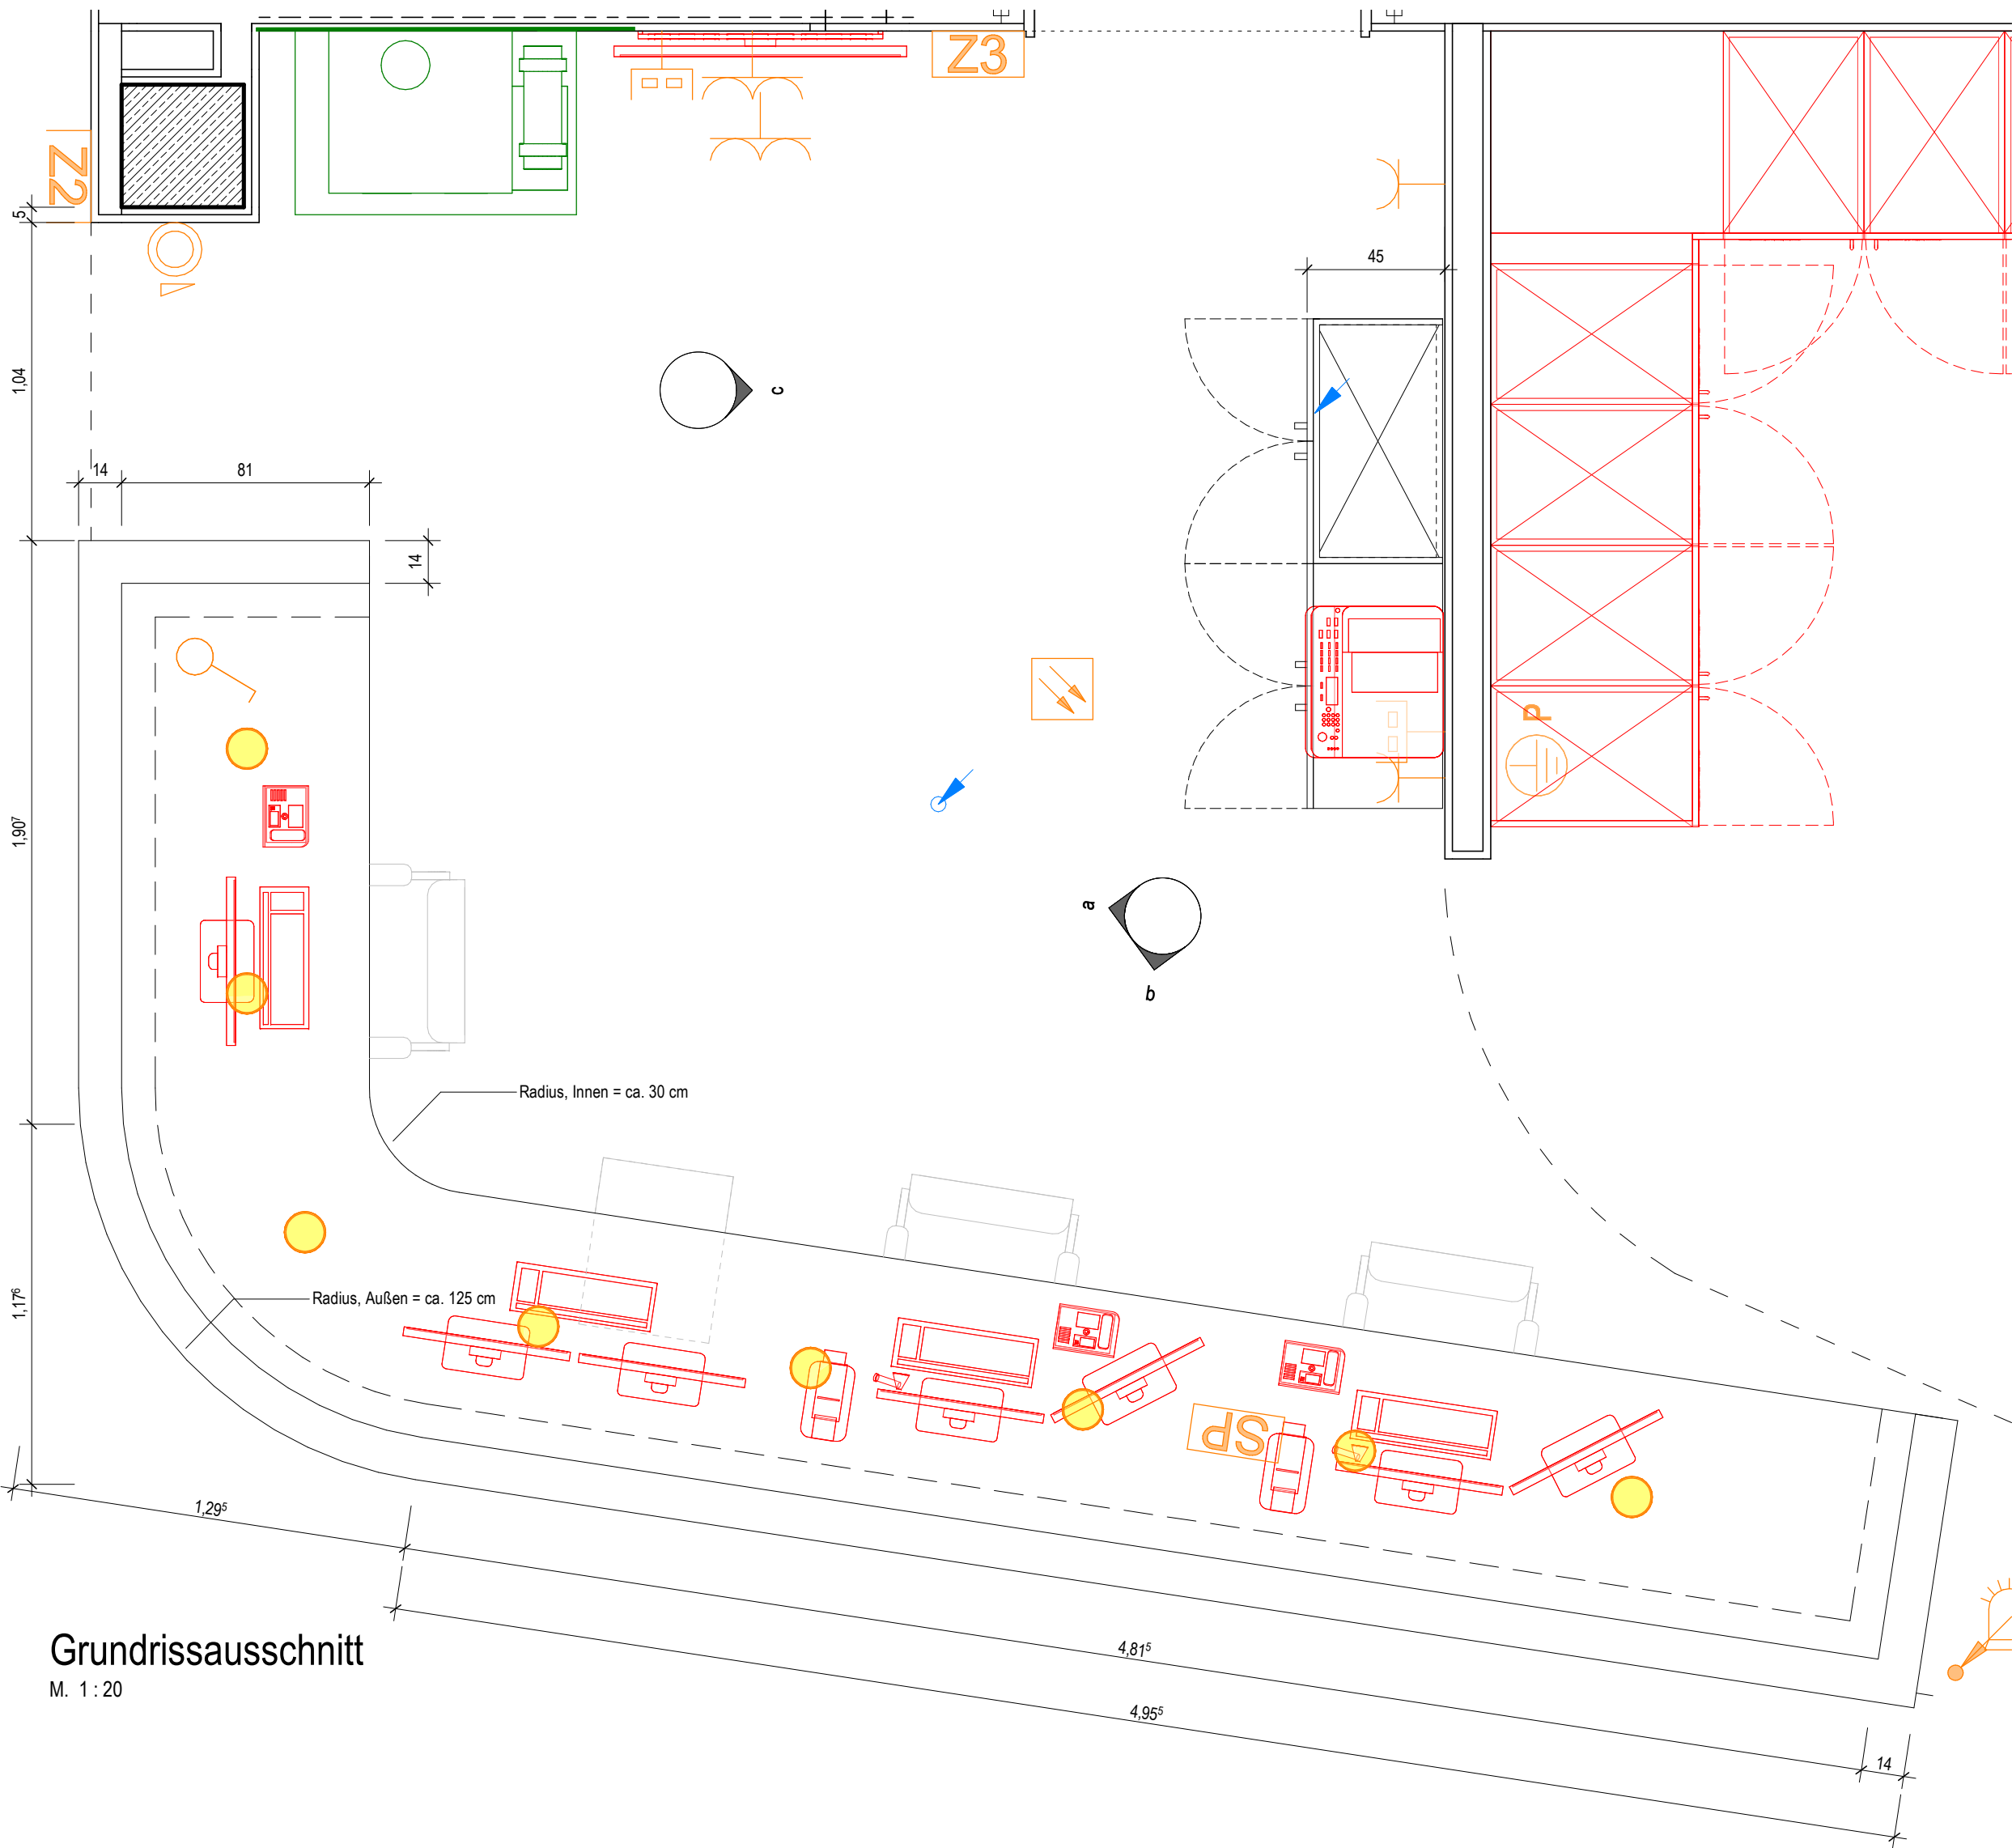 Z3
Z2
5
45
1,04
c
14
81
14
P
1,90⁷
a
b
Radius, Innen = ca. 30 cm
Radius, Außen = ca. 125 cm
1,17⁶
SP
1,29⁵
4,81⁵
4,95⁵
14
Grundrissausschnitt
M. 1 : 20